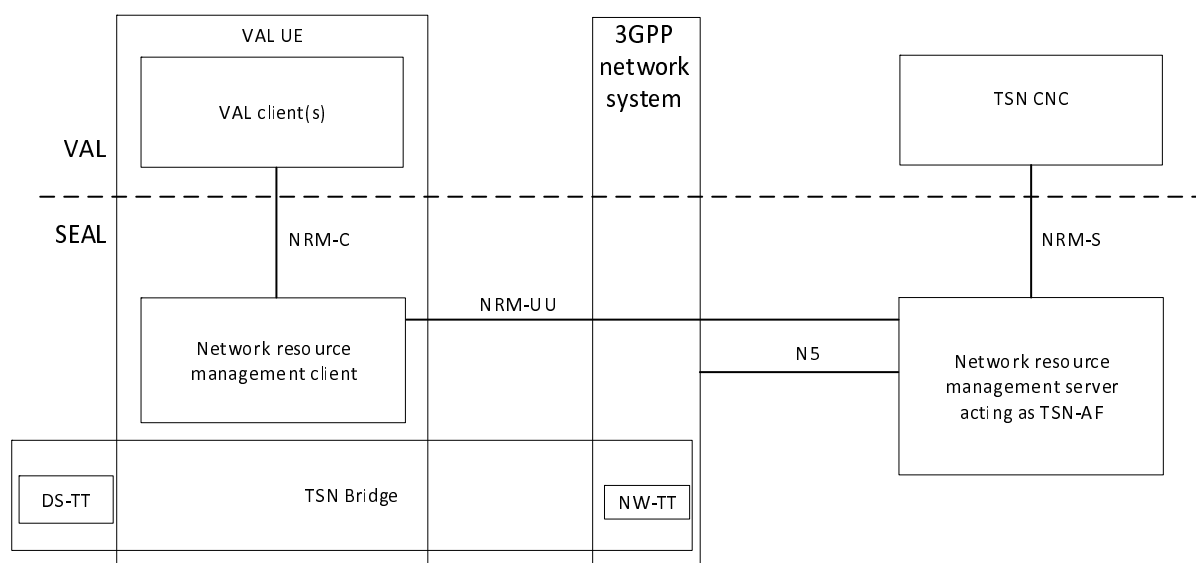 VAL UE
3GPP
network
system
VAL client(s)
TSN CNC
VAL
SEAL
NRM-C
NRM-S
NRM-UU
N5
Network resource
management client
Network resource
management server
acting as TSN-AF
DS-TT
TSN Bridge
NW-TT